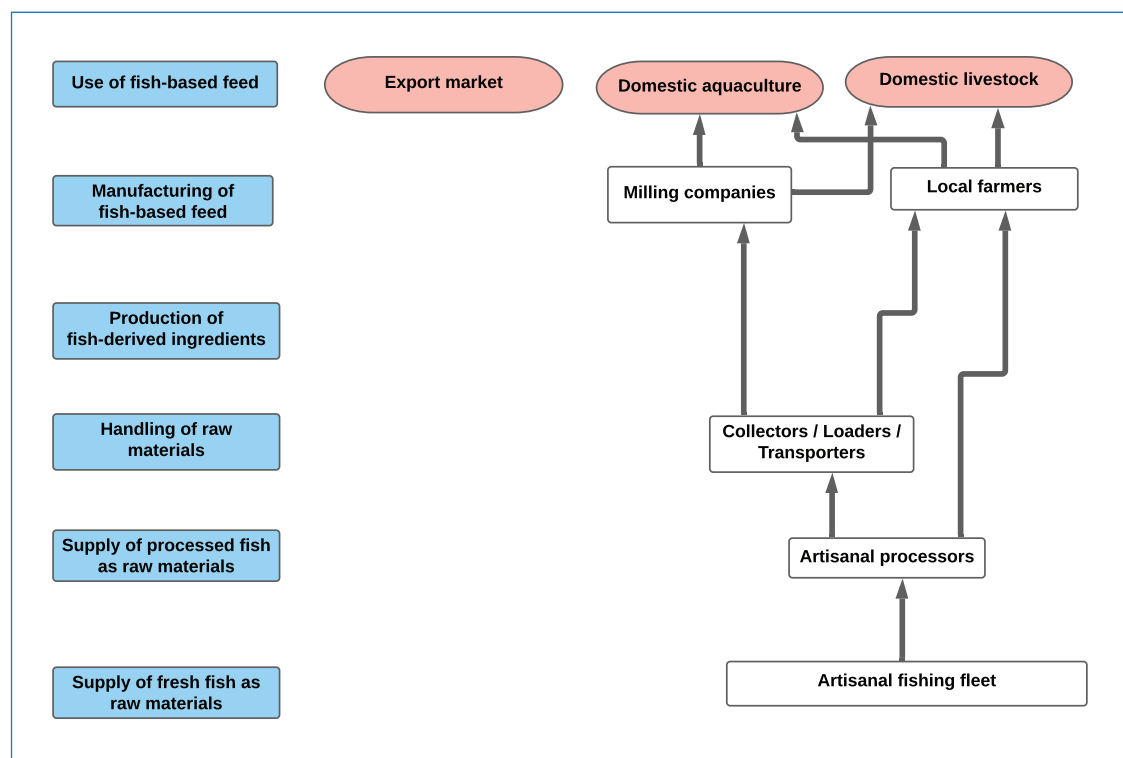 Use of fish-based feed
Export market
Domestic aquaculture
Domestic livestock
Manufacturing of
fish-based feed
Milling companies
Local farmers
Production of
fish-derived ingredients
Handling of raw
materials
Collectors / Loaders /
Transporters
Supply of processed fish
as raw materials
Artisanal processors
Supply of fresh fish as
raw materials
Artisanal fishing fleet